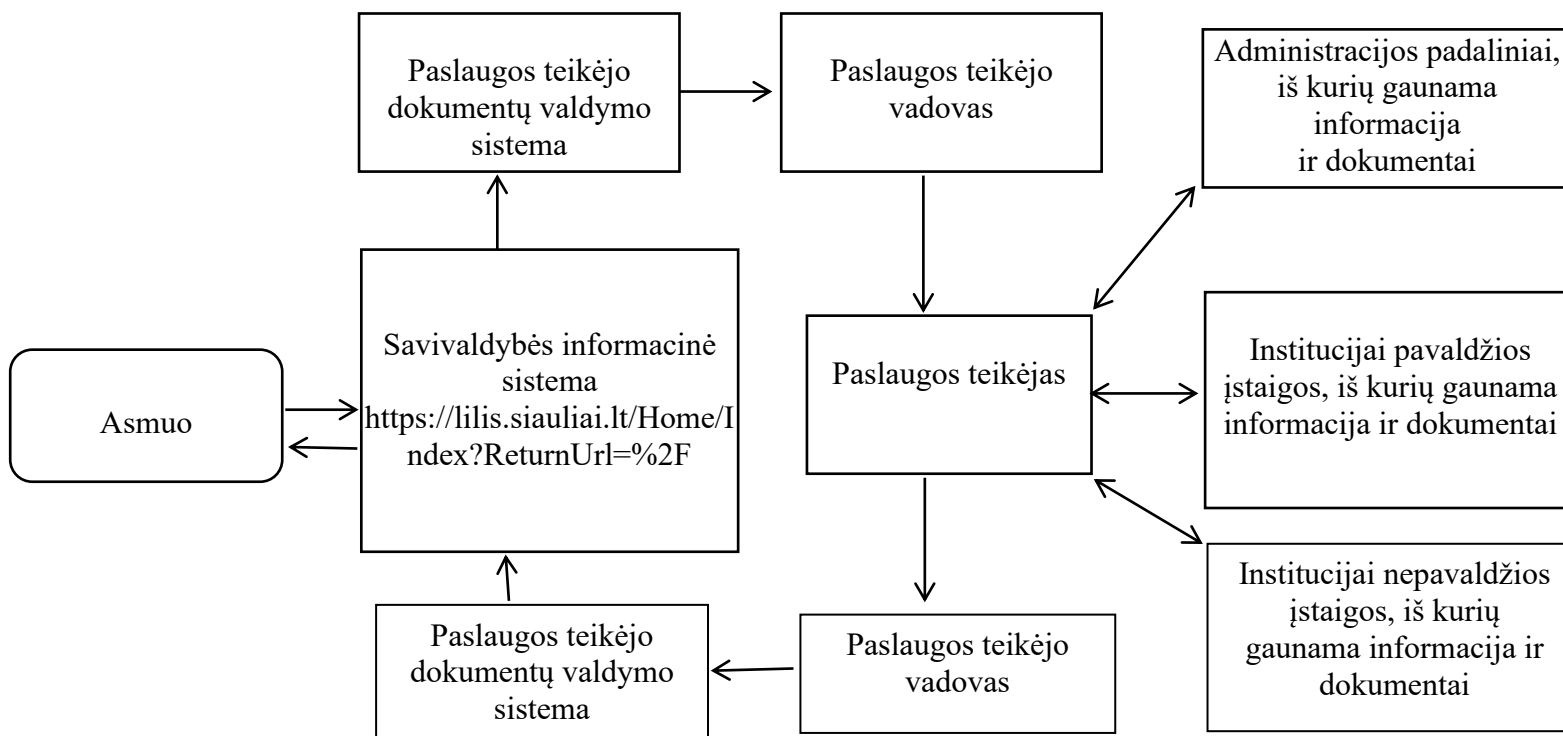 Paslaugos teikėjo
dokumentų valdymo
sistema
Paslaugos teikėjo
vadovas
Administracijos padaliniai,
iš kurių gaunama
informacija
ir dokumentai
Asmuo
Savivaldybės informacinė
sistema
https://lilis.siauliai.lt/Home/I
ndex?ReturnUrl=%2F
Paslaugos teikėjas
Institucijai pavaldžios
įstaigos, iš kurių gaunama
informacija ir dokumentai
Paslaugos teikėjo
dokumentų valdymo
sistema
Paslaugos teikėjo
vadovas
Institucijai nepavaldžios
įstaigos, iš kurių
gaunama informacija ir
dokumentai